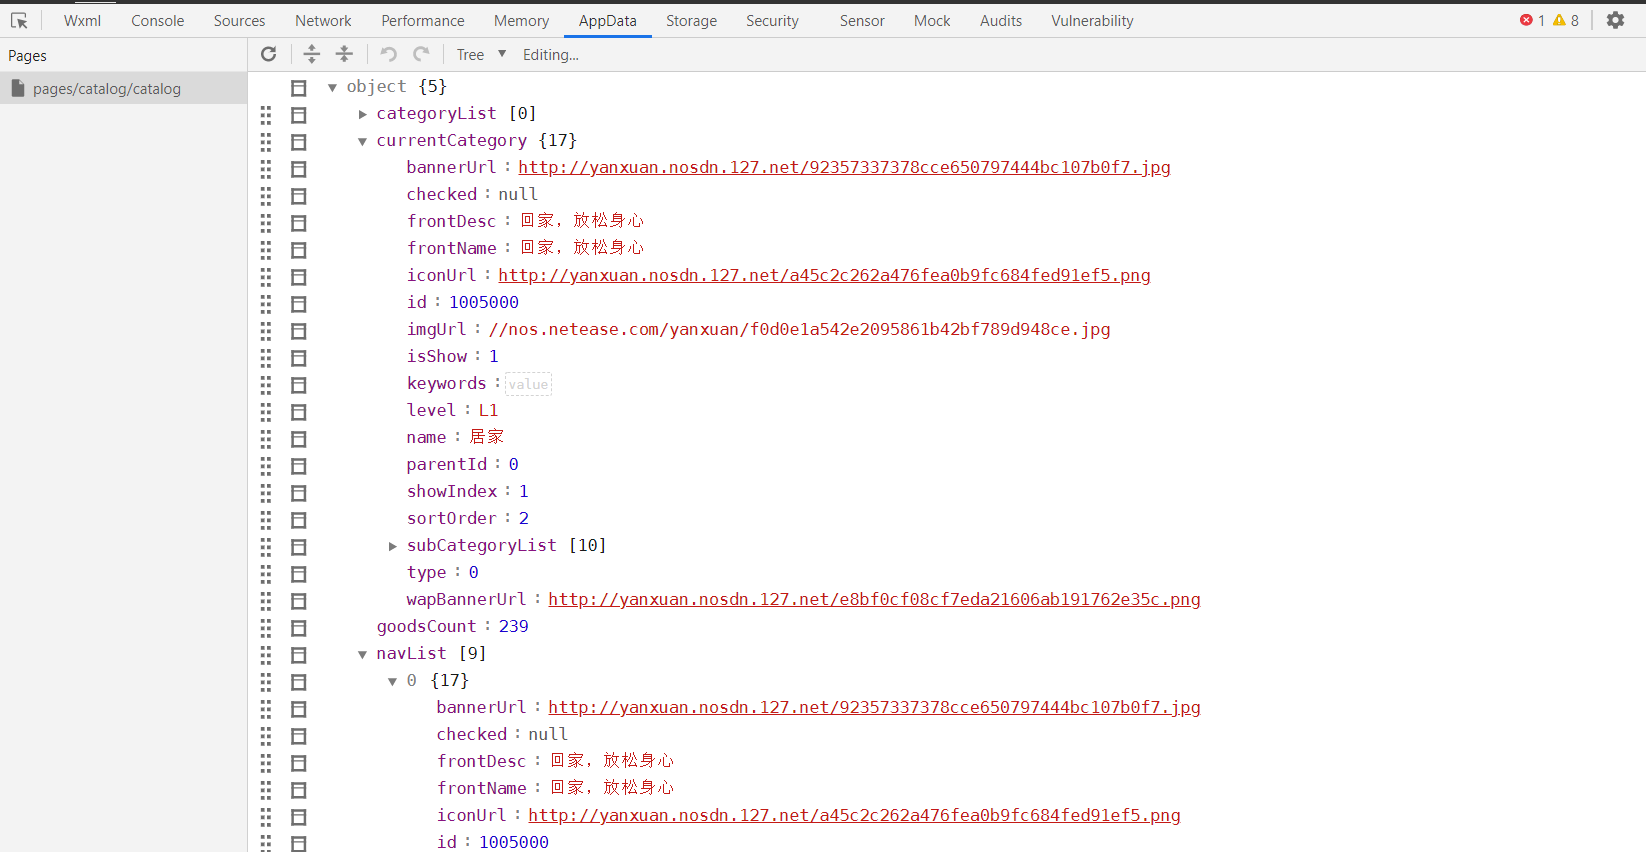 Wxml Console Sources Network Performance Memory AppData Storage Security Sensor Mock Audits Vulnerability 1 8
Pages
Tree Editing...
pages/catalog/catalog
object {5}
categoryList [0]
currentCategory {17}
bannerUrl : http://yanxuan.nosdn.127.net/92357337378cce650797444bc107b0f7.jpg
checked : null
frontDesc : 回家，放松身心
frontName : 回家，放松身心
iconUrl : http://yanxuan.nosdn.127.net/a45c2c262a476fea0b9fc684fed91ef5.png
id : 1005000
imgUrl : //nos.netease.com/yanxuan/f0d0e1a542e2095861b42bf789d948ce.jpg
isShow : 1
keywords : value
level : L1
name : 居家
parentId : 0
showIndex : 1
sortOrder : 2
subCategoryList [10]
type : 0
wapBannerUrl : http://yanxuan.nosdn.127.net/e8bf0cf08cf7eda21606ab191762e35c.png
goodsCount : 239
navList [9]
0 {17}
bannerUrl : http://yanxuan.nosdn.127.net/92357337378cce650797444bc107b0f7.jpg
checked : null
frontDesc : 回家，放松身心
frontName : 回家，放松身心
iconUrl : http://yanxuan.nosdn.127.net/a45c2c262a476fea0b9fc684fed91ef5.png
id : 1005000